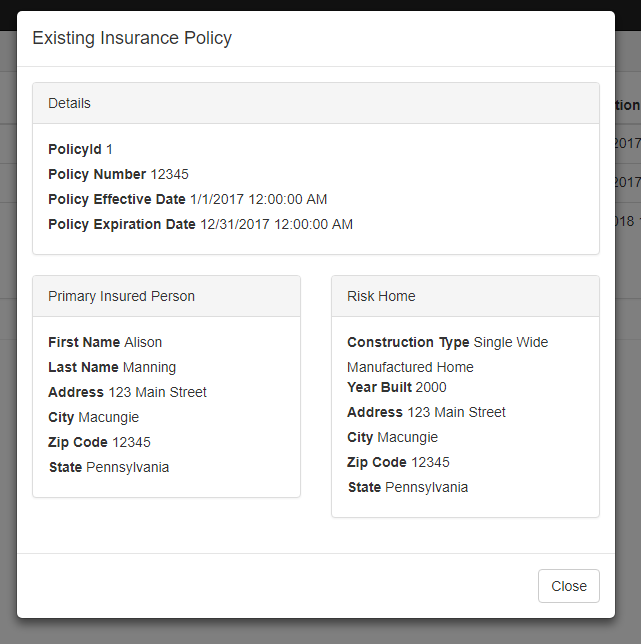 Existing Insurance Policy
Details
PolicyId 1
Policy Number 12345
Policy Effective Date 1/1/2017 12:00:00 AM
Policy Expiration Date 12/31/2017 12:00:00 AM
Primary Insured Person
First Name Alison
Last Name Manning
Address 123 Main Street
City Macungie
Zip Code 12345
State Pennsylvania
Risk Home
Construction Type Single Wide
Manufactured Home
Year Built 2000
Address 123 Main Street
City Macungie
Zip Code 12345
State Pennsylvania
Close
tion
2017
2017